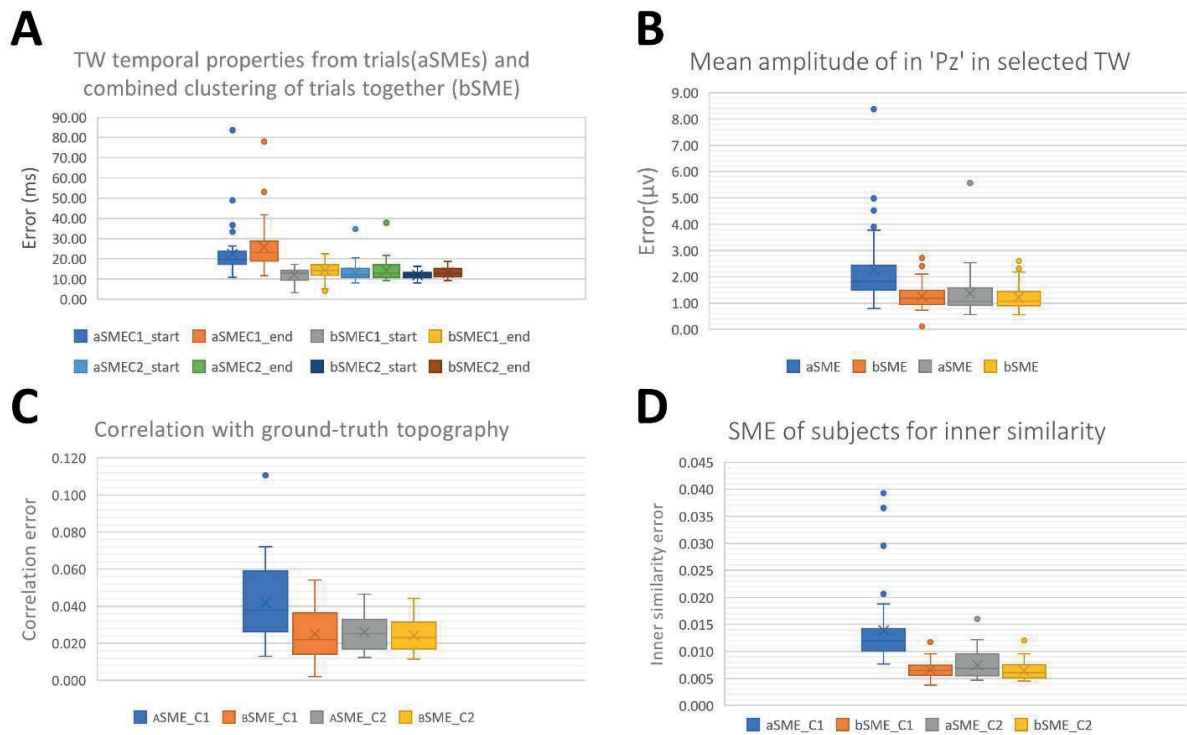 A
TW temporal properties from trials(aSMEs) and
combined clustering of trials together (bSME)
Error (ms)
90.00
80.00
70.00
60.00
50.00
40.00
30.00
20.00
10.00
0.00
aSMEC1_start aSMEC1_end bSMEC1_start bSMEC1_end
aSMEC2_start aSMEC2_end bSMEC2_start bSMEC2_end
B
Mean amplitude of in 'Pz' in selected TW
Error(µv)
9.00
8.00
7.00
6.00
5.00
4.00
3.00
2.00
1.00
0.00
aSME bSME aSME bSME
C
Correlation with ground-truth topography
Correlation error
0.120
0.100
0.080
0.060
0.040
0.020
0.000
ASME_C1 BSME_C1 ASME_C2 BSME_C2
D
SME of subjects for inner similarity
Inner similarity error
0.045
0.040
0.035
0.030
0.025
0.020
0.015
0.010
0.005
0.000
aSME_C1 bSME_C1 aSME_C2 bSME_C2